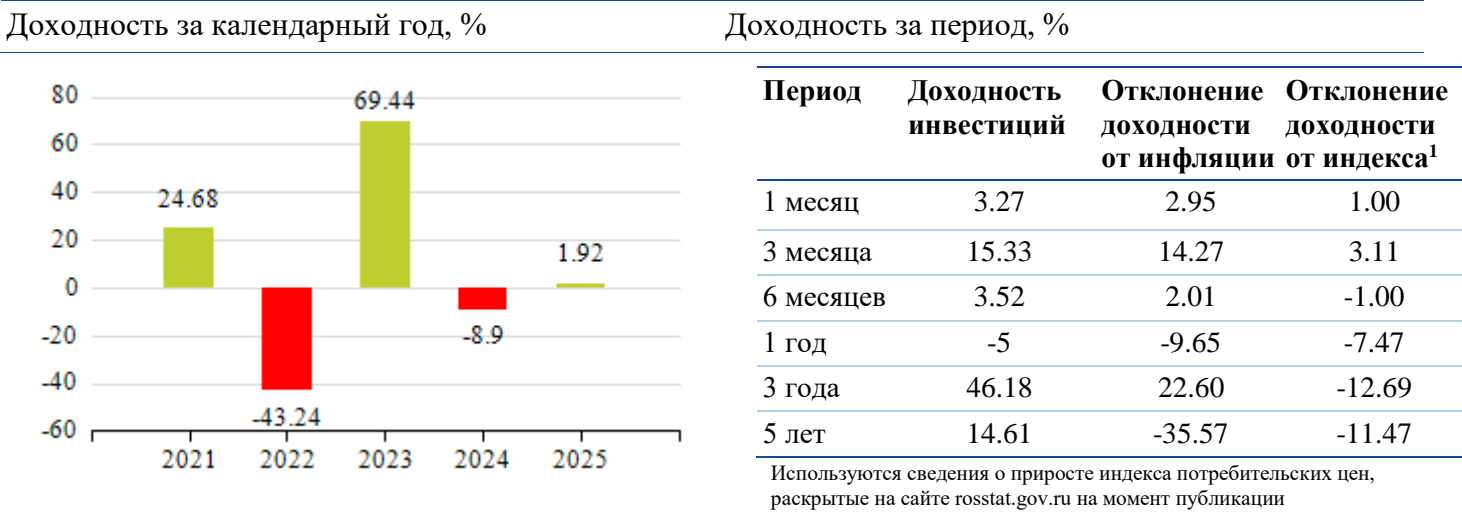 Доходность за календарный год, %
80
60
40
20
0
-20
-40
-60
24.68
-43.24
69.44
-8.9
1.92
2021 2022 2023 2024 2025
Доходность за период, %
Период Доходность Отклонение Отклонение
инвестиций доходности доходности
от инфляции от индекса¹
1 месяц 3.27 2.95 1.00
3 месяца 15.33 14.27 3.11
6 месяцев 3.52 2.01 -1.00
1 год -5 -9.65 -7.47
3 года 46.18 22.60 -12.69
5 лет 14.61 -35.57 -11.47
Используются сведения о приросте индекса потребительских цен,
раскрытые на сайте rosstat.gov.ru на момент публикации